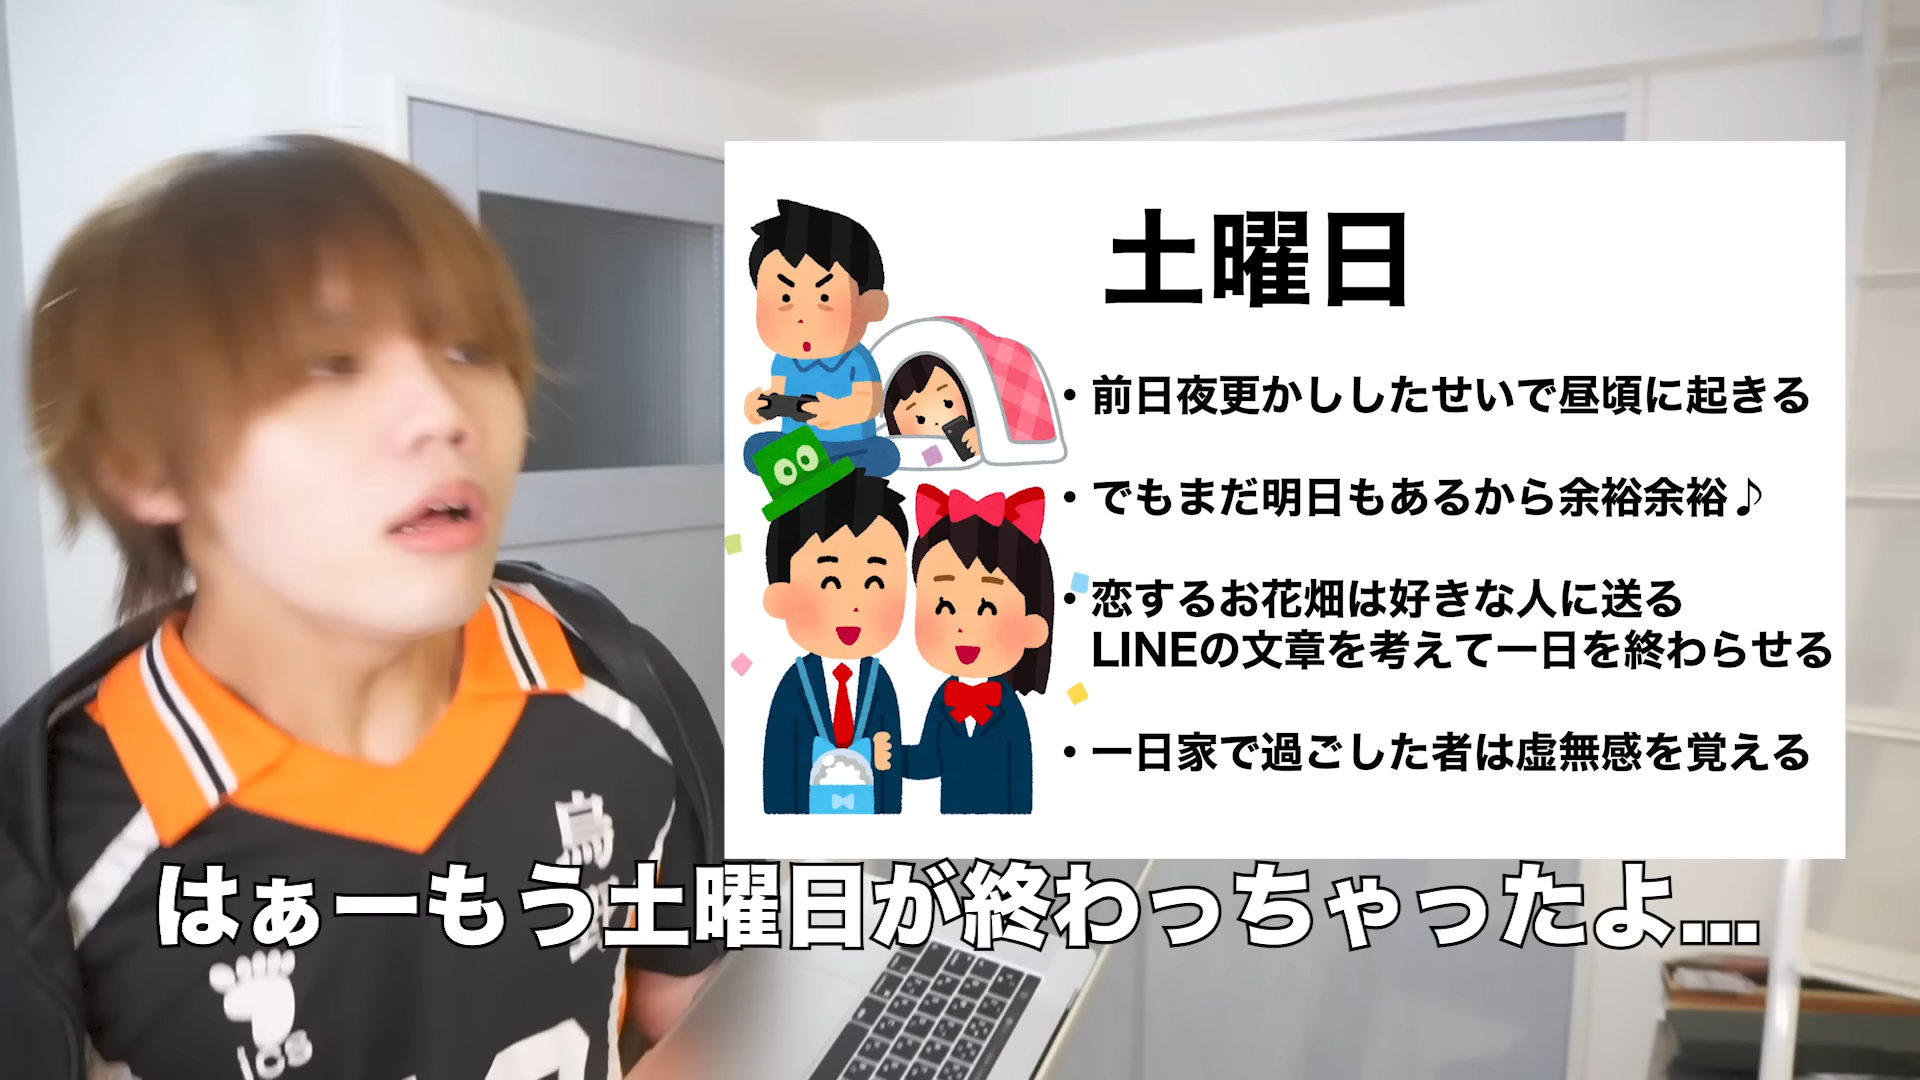 土曜日
・前日夜更かししたせいで昼頃に起きる
・でもまだ明日もあるから余裕余裕♪
・恋するお花畑は好きな人に送る
LINEの文章を考えて一日を終わらせる
・一日家で過ごした者は虚無感を覚える
はぁーもう土曜日が終わっちゃったよ...
烏